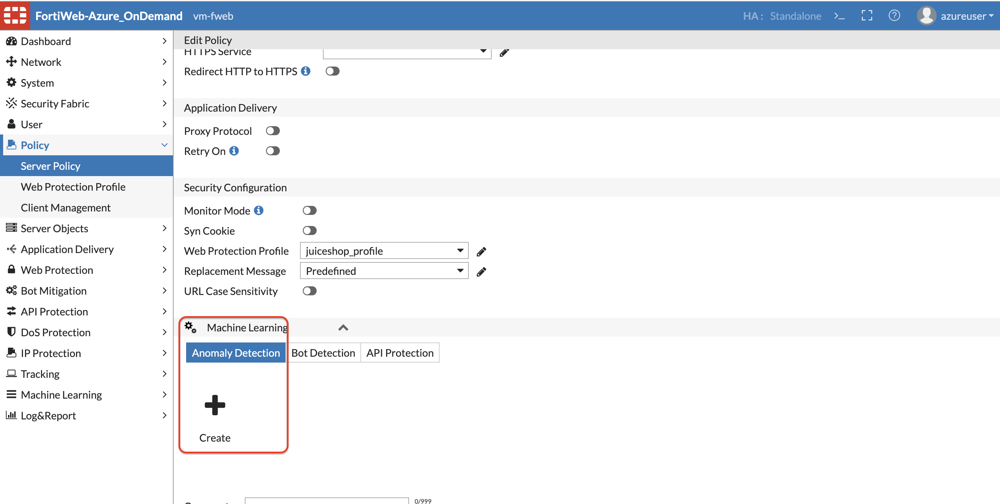 FortiWeb-Azure_OnDemand vm-fweb HA: Standalone >_ azureuser
Dashboard
Network
System
Security Fabric
User
Policy
Server Policy
Web Protection Profile
Client Management
Server Objects
Application Delivery
Web Protection
Bot Mitigation
API Protection
DoS Protection
IP Protection
Tracking
Machine Learning
Log&Report
Edit Policy
HTTPS Service
Redirect HTTP to HTTPS
Application Delivery
Proxy Protocol
Retry On
Security Configuration
Monitor Mode
Syn Cookie
Web Protection Profile juiceshop_profile
Replacement Message Predefined
URL Case Sensitivity
Machine Learning
Anomaly Detection Bot Detection API Protection
Create
0/999